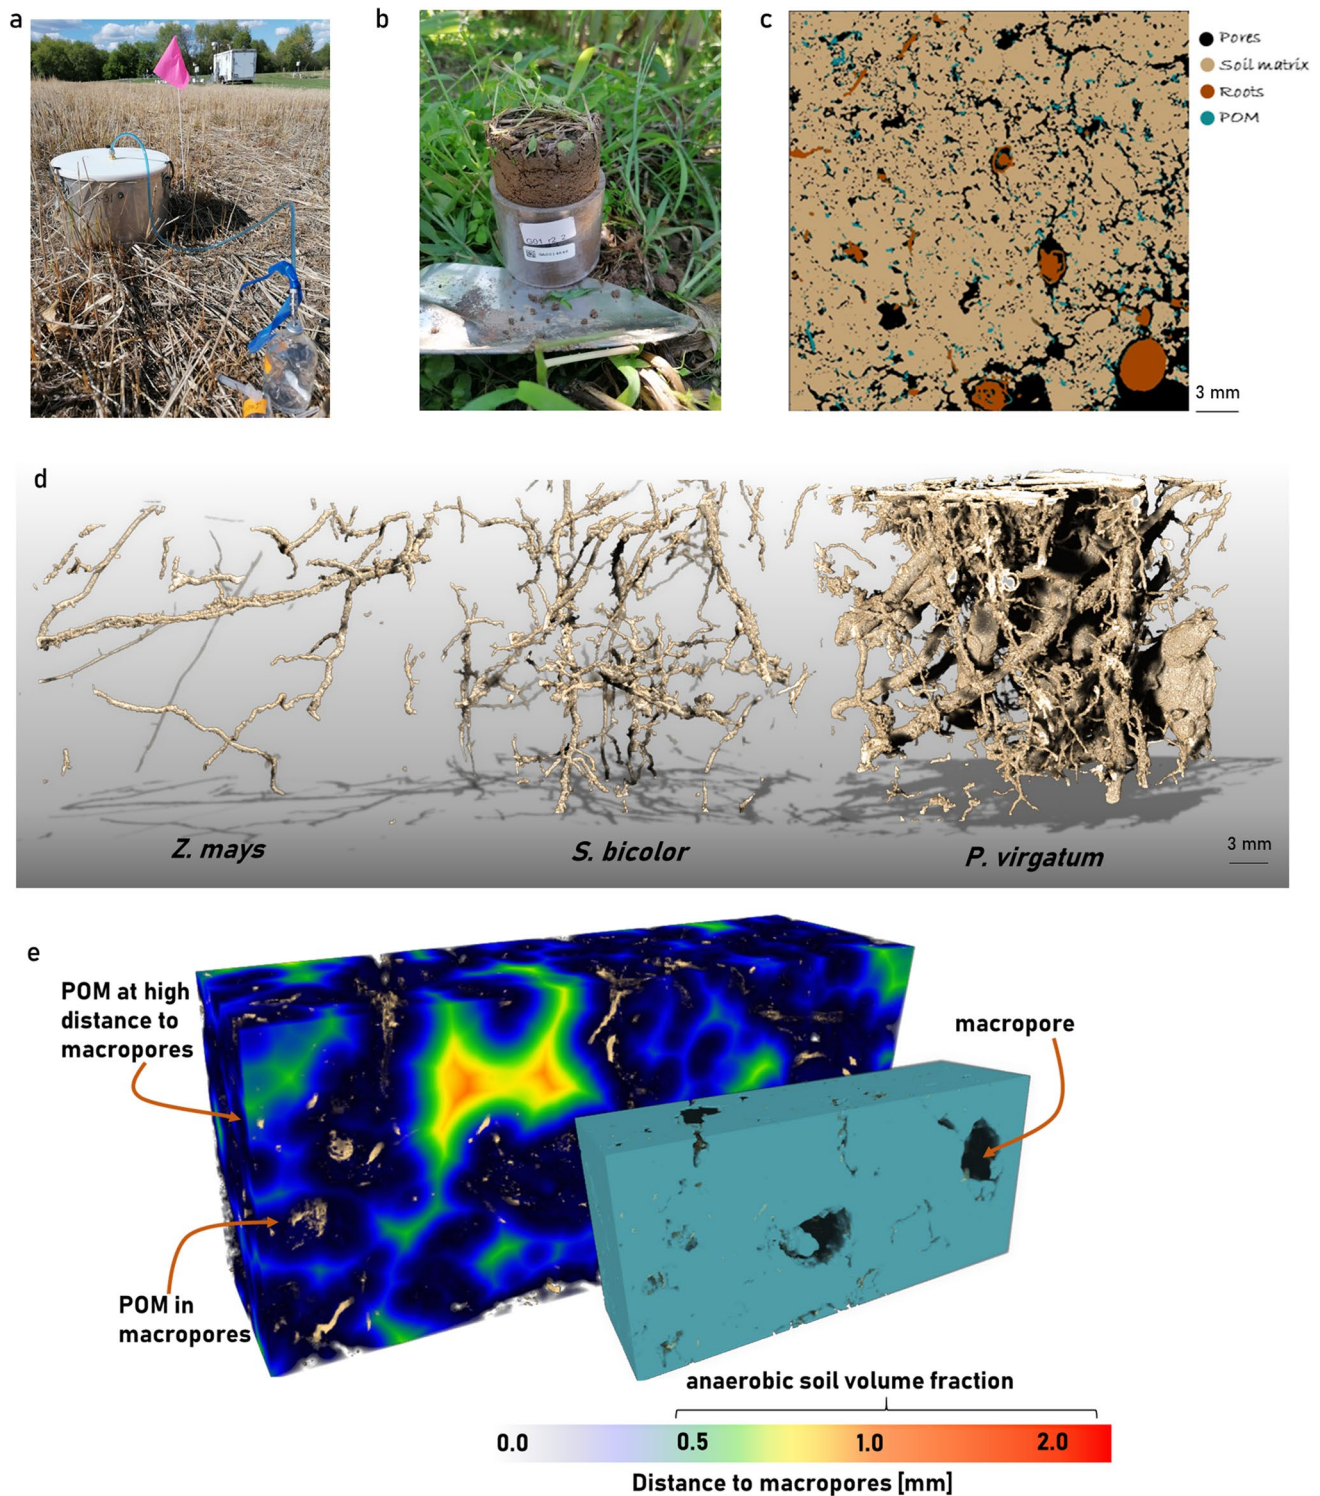 a
b
c
Pores
Soil matrix
Roots
POM
3 mm
d
Z. mays
S. bicolor
P. virgatum
3 mm
e
POM at high
distance to
macropores
macropore
POM in
macropores
anaerobic soil volume fraction
0.0
0.5
1.0
2.0
Distance to macropores [mm]